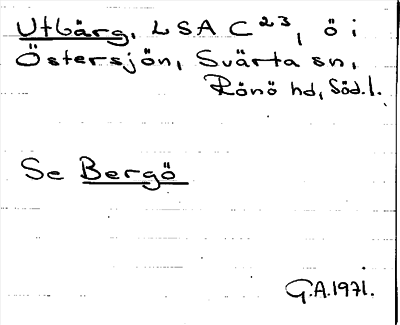 Utbärg, LSA C²³, ö i
Östersjön, Svärta sn,
Rönö hd, Söd.l.
Se Bergö
G.A.1971.